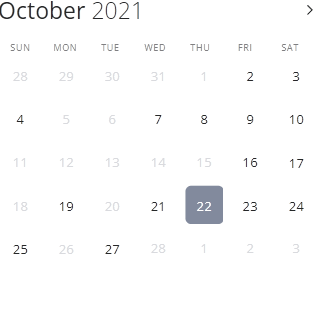 October 2021
SUN MON TUE WED THU FRI SAT
28 29 30 31 1 2 3
4 5 6 7 8 9 10
11 12 13 14 15 16 17
18 19 20 21 22 23 24
25 26 27 28 1 2 3